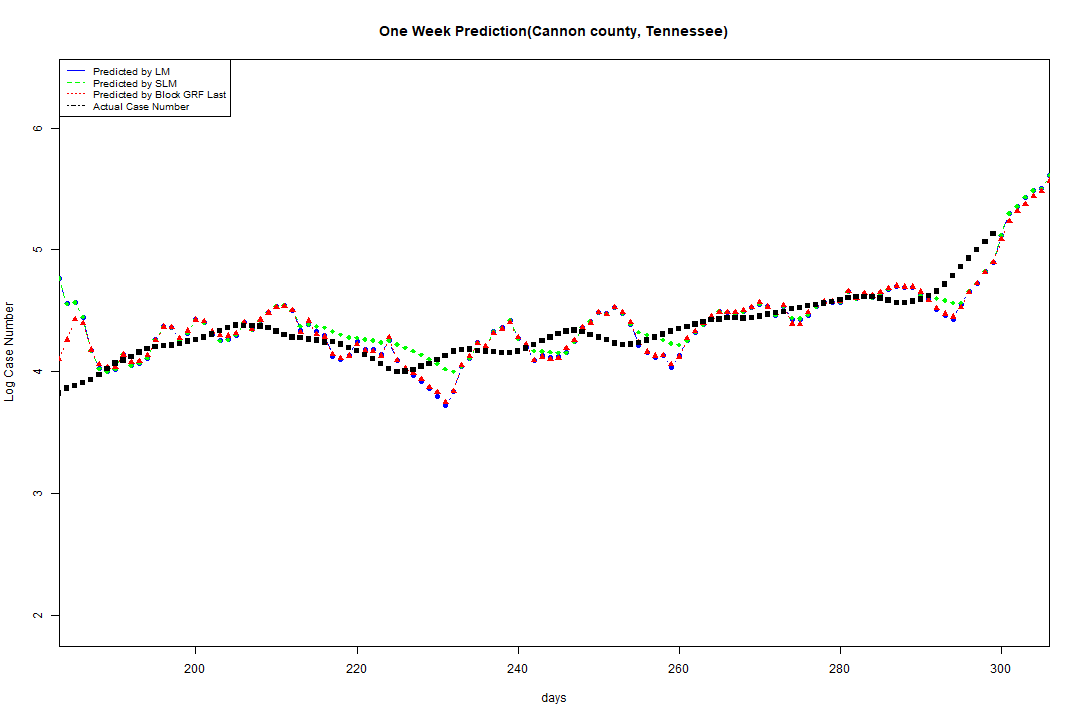 One Week Prediction(Cannon county, Tennessee)
Predicted by LM
Predicted by SLM
Predicted by Block GRF Last
Actual Case Number
6
5
4
3
2
Log Case Number
200
220
240
260
280
300
days